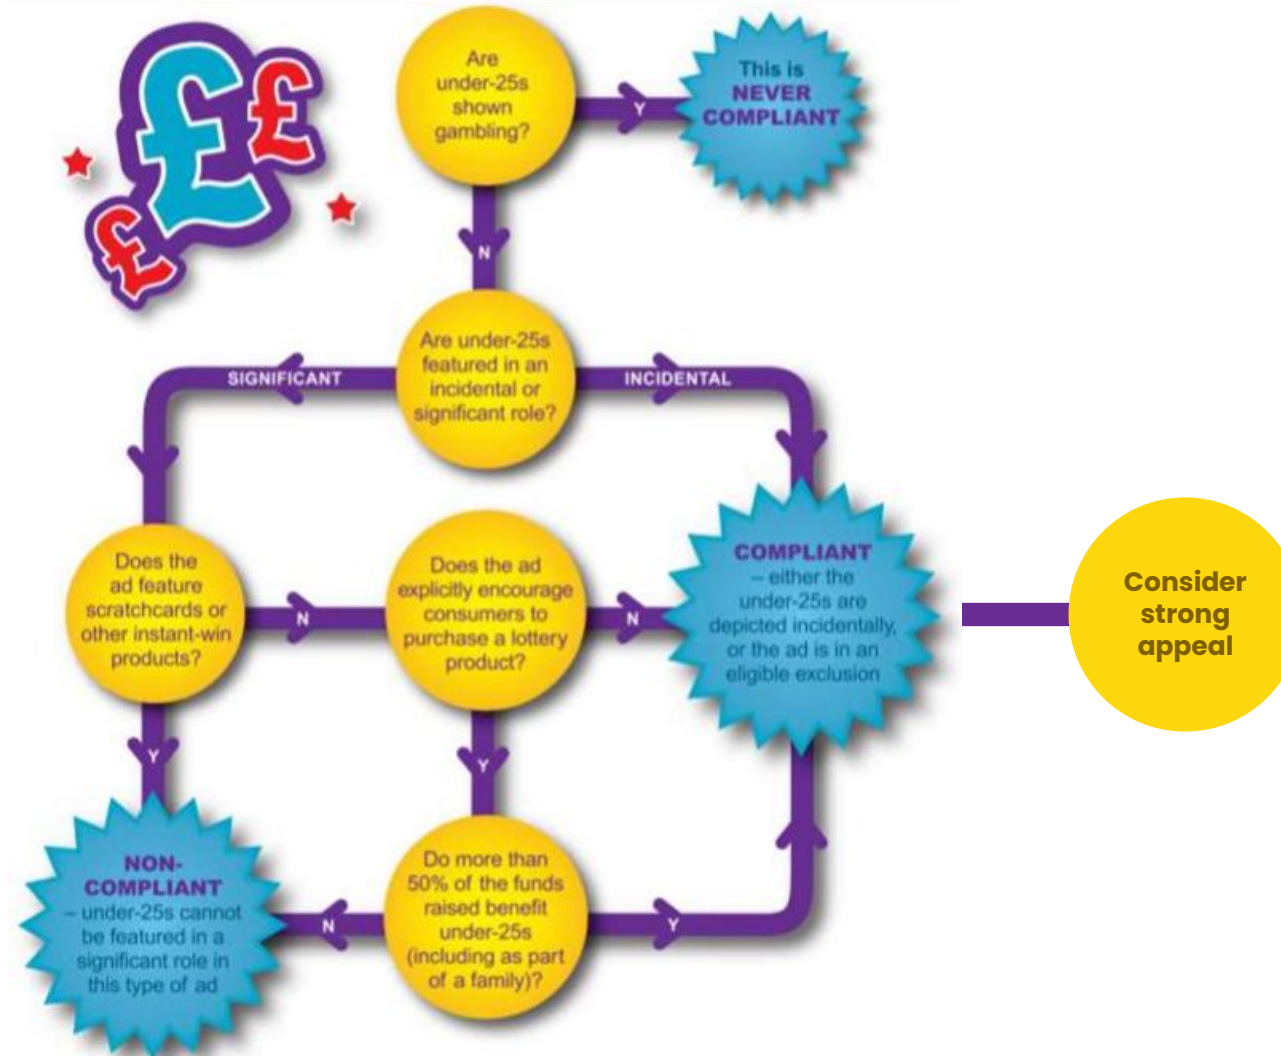 £
£
£
Are
under-25s
shown
gambling?
Y
This is
NEVER
COMPLIANT
N
Are under-25s
featured in an
incidental or
significant role?
SIGNIFICANT
INCIDENTAL
Does the
ad feature
scratchcards or
other instant-win
products?
N
Does the ad
explicitly encourage
consumers to
purchase a lottery
product?
N
COMPLIANT
– either the
under-25s are
depicted incidentally,
or the ad is in an
eligible exclusion
Consider
strong
appeal
Y
Y
NON-
COMPLIANT
– under-25s cannot
be featured in a
significant role in
this type of ad
N
Do more than
50% of the funds
raised benefit
under-25s
(including as part
of a family)?
Y